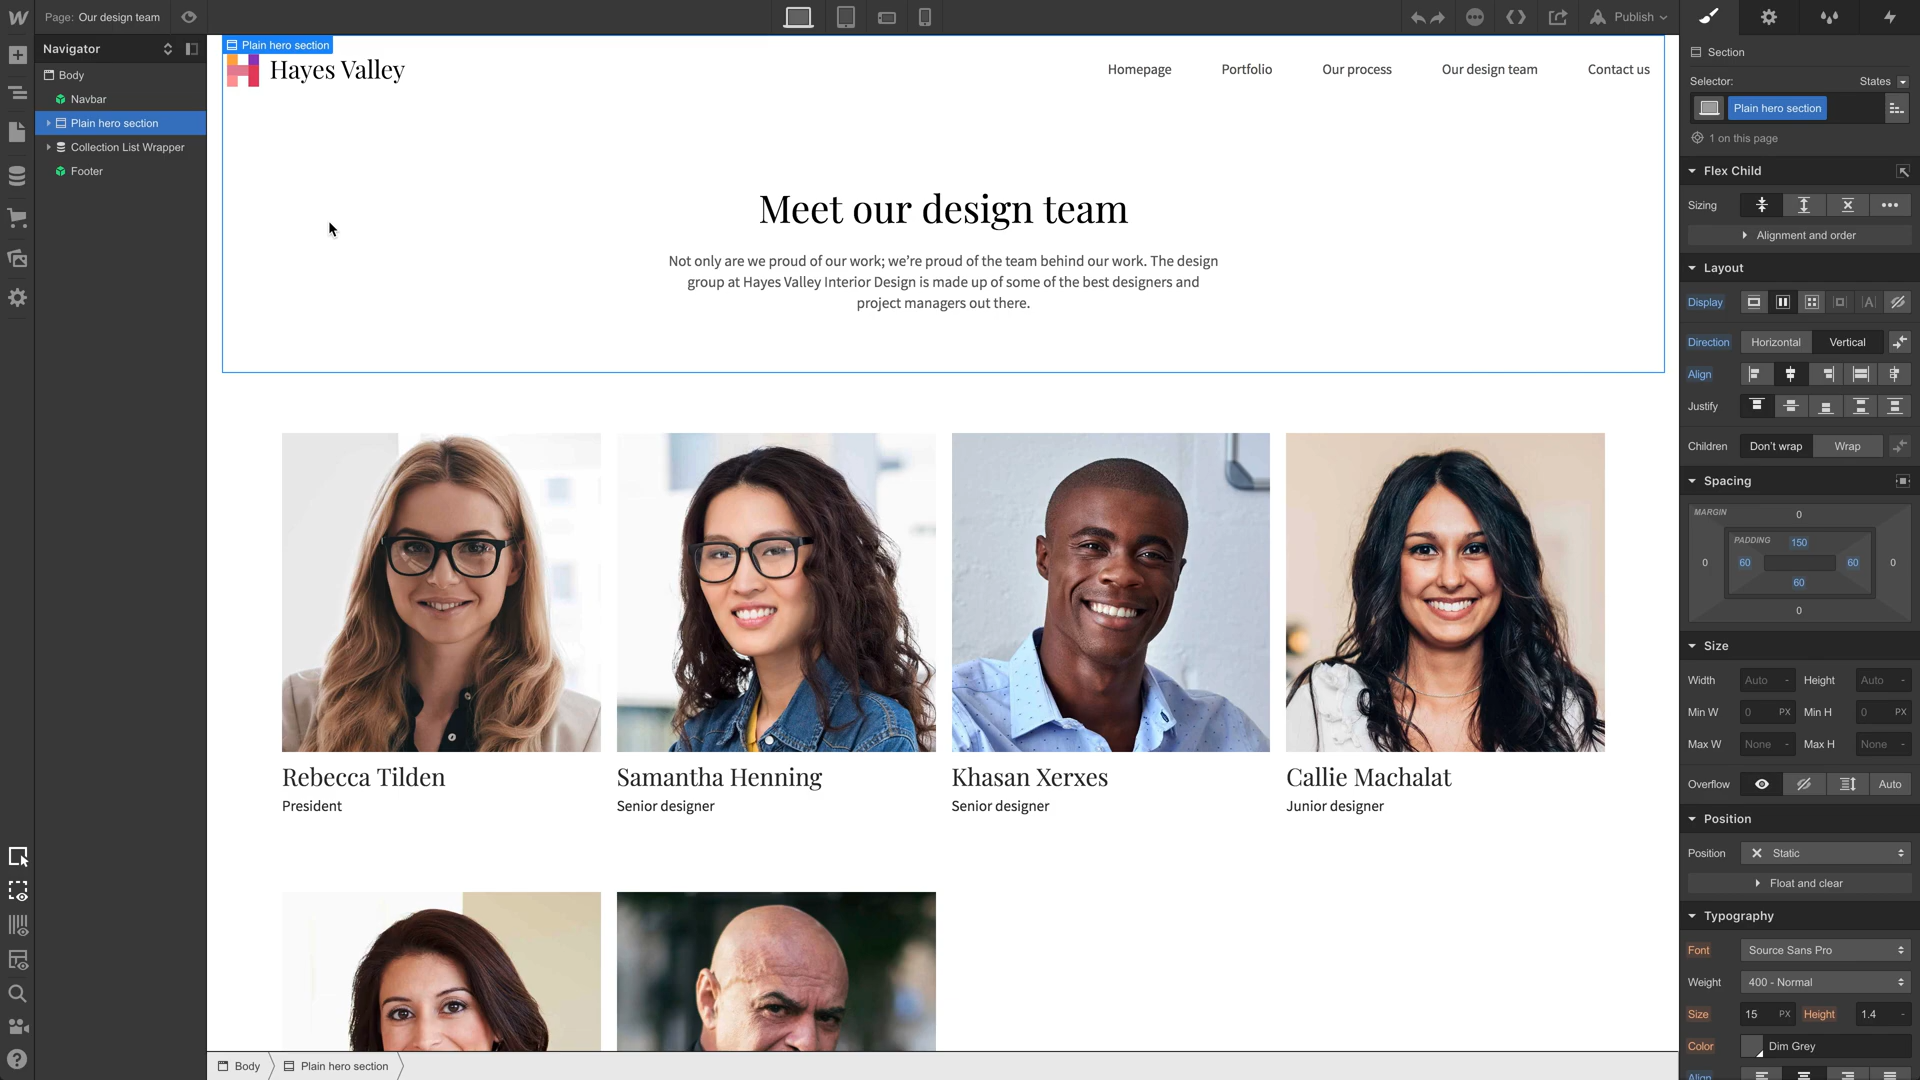 Page: Our design team
Publish
Navigator
Body
Navbar
Plain hero section
Collection List Wrapper
Footer
Plain hero section
Hayes Valley
Homepage
Portfolio
Our process
Our design team
Contact us
Meet our design team
Not only are we proud of our work; we're proud of the team behind our work. The design
group at Hayes Valley Interior Design is made up of some of the best designers and
project managers out there.
Rebecca Tilden
President
Samantha Henning
Senior designer
Khasan Xerxes
Senior designer
Callie Machalat
Junior designer
Body
Plain hero section
Section
Selector:
States
Plain hero section
1 on this page
Flex Child
Sizing
Alignment and order
Layout
Display
Direction
Horizontal
Vertical
Align
Justify
Children
Don't wrap
Wrap
Spacing
MARGIN
0
PADDING
150
0
60
60
0
60
0
Size
Width
Auto -
Height
Auto -
Min W
0 PX
Min H
0 PX
Max W
None -
Max H
None -
Overflow
Auto
Position
Position
Static
Float and clear
Typography
Font
Source Sans Pro
Weight
400 - Normal
Size
15 PX
Height
1.4 -
Color
Dim Grey
Align